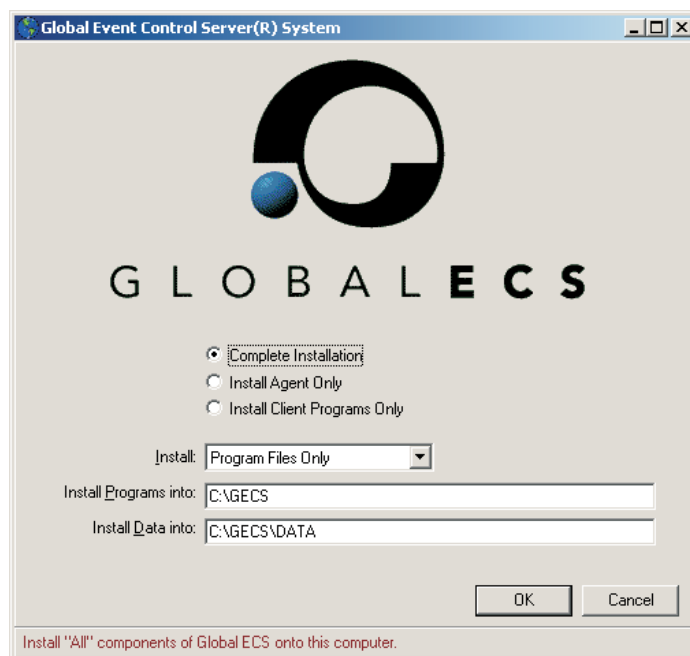 Global Event Control Server(R) System
GLOBALECS
Complete Installation
Install Agent Only
Install Client Programs Only
Install: Program Files Only
Install Programs into: C:\GECS
Install Data into: C:\GECS\DATA
OK Cancel
Install "All" components of Global ECS onto this computer.